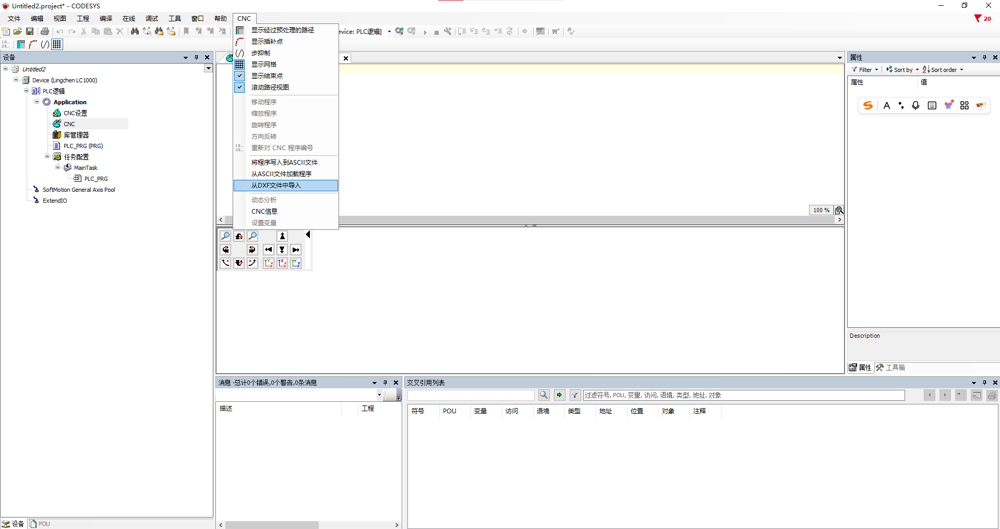 Untitled2.project* - CODESYS
文件 编辑 视图 工程 编译 在线 调试 工具 窗口 帮助 CNC
20
显示经过预处理的路径
evice: PLC逻辑]
显示插补点
步抑制
显示网格
显示结束点
滚动路径视图
移动程序
缩放程序
旋转程序
方向反转
重新对 CNC 程序编号
将程序写入到ASCII文件
从ASCII文件加载程序
从DXF文件中导入
动态分析
CNC信息
设置变量
设备
Untitled2
Device (Lingchen LC1000)
PLC逻辑
Application
CNC设置
CNC
库管理器
PLC_PRG (PRG)
任务配置
MainTask
PLC_PRG
SoftMotion General Axis Pool
ExtendIO
设备 POU
100 %
属性
Filter Sort by Sort order
属性 值
Description
属性 工具箱
消息 -总计0个错误,0个警告,0条消息
描述 工程
交叉引用列表
过滤符号, POU, 变量, 访问, 语境, 类型, 地址, 对象
符号 POU 变量 访问 语境 类型 地址 位置 对象 注释